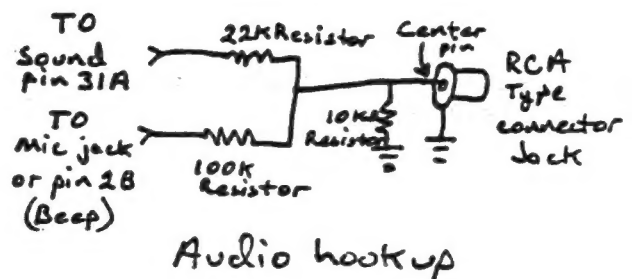 TO
Sound
pin 31A
22K Resistor
Center
pin
RCA
Type
connector
Jack
TO
Mic jack
or pin 2B
(Beep)
100K
Resistor
10K
Resistor
Audio hookup